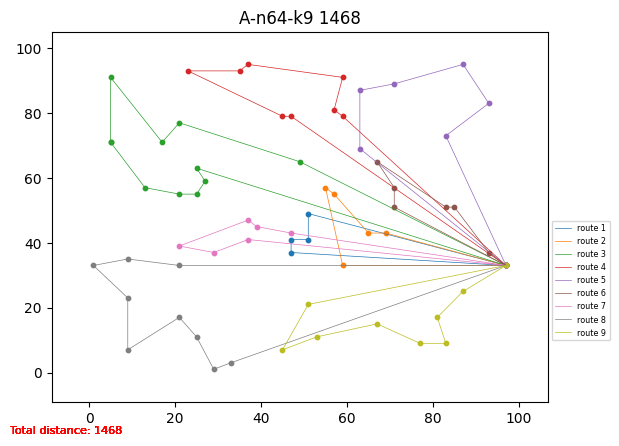 A-n64-k9 1468
100
80
60
40
20
0
0 20 40 60 80 100
route 1
route 2
route 3
route 4
route 5
route 6
route 7
route 8
route 9
Total distance: 1468